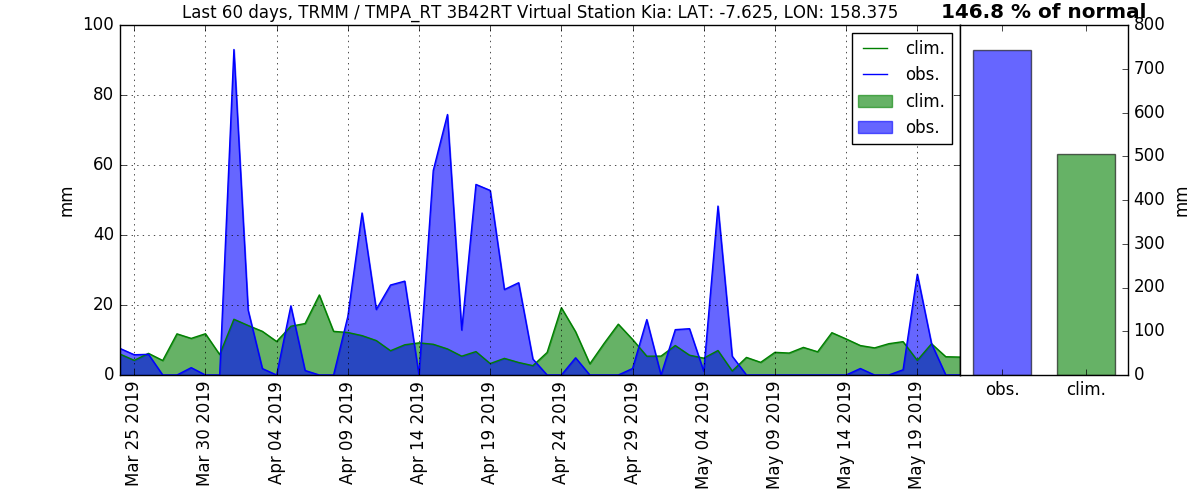 Last 60 days, TRMM / TMPA_RT 3B42RT Virtual Station Kia: LAT: -7.625, LON: 158.375
146.8 % of normal
mm
100
80
60
40
20
0
clim.
obs.
clim.
obs.
Mar 25 2019
Mar 30 2019
Apr 04 2019
Apr 09 2019
Apr 14 2019
Apr 19 2019
Apr 24 2019
Apr 29 2019
May 04 2019
May 09 2019
May 14 2019
May 19 2019
800
700
600
500
400
300
200
100
0
mm
obs.
clim.